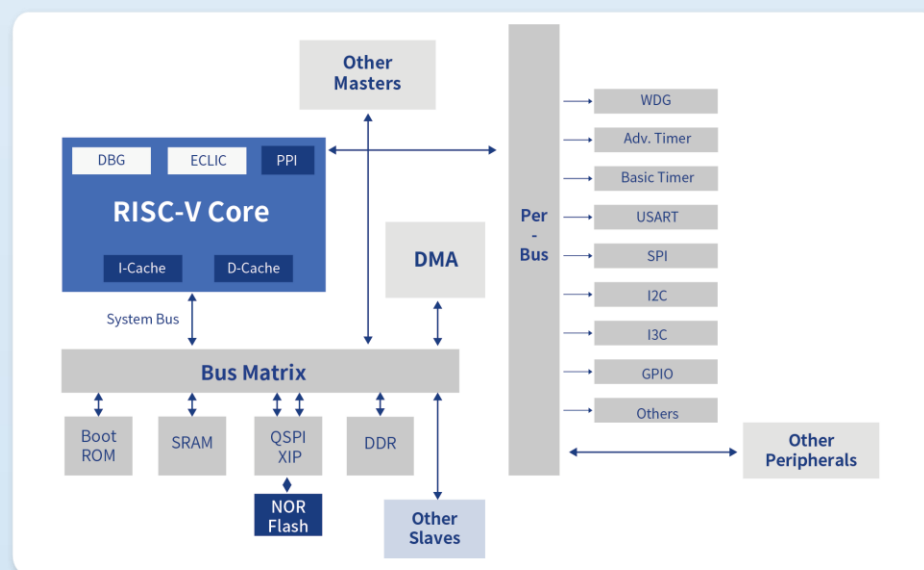 Other
Masters
DBG
ECLIC
PPI
RISC-V Core
I-Cache
D-Cache
System Bus
DMA
Bus Matrix
Boot
ROM
SRAM
QSPI
XIP
DDR
NOR
Flash
Other
Slaves
Per
-
Bus
WDG
Adv. Timer
Basic Timer
USART
SPI
I2C
I3C
GPIO
Others
Other
Peripherals